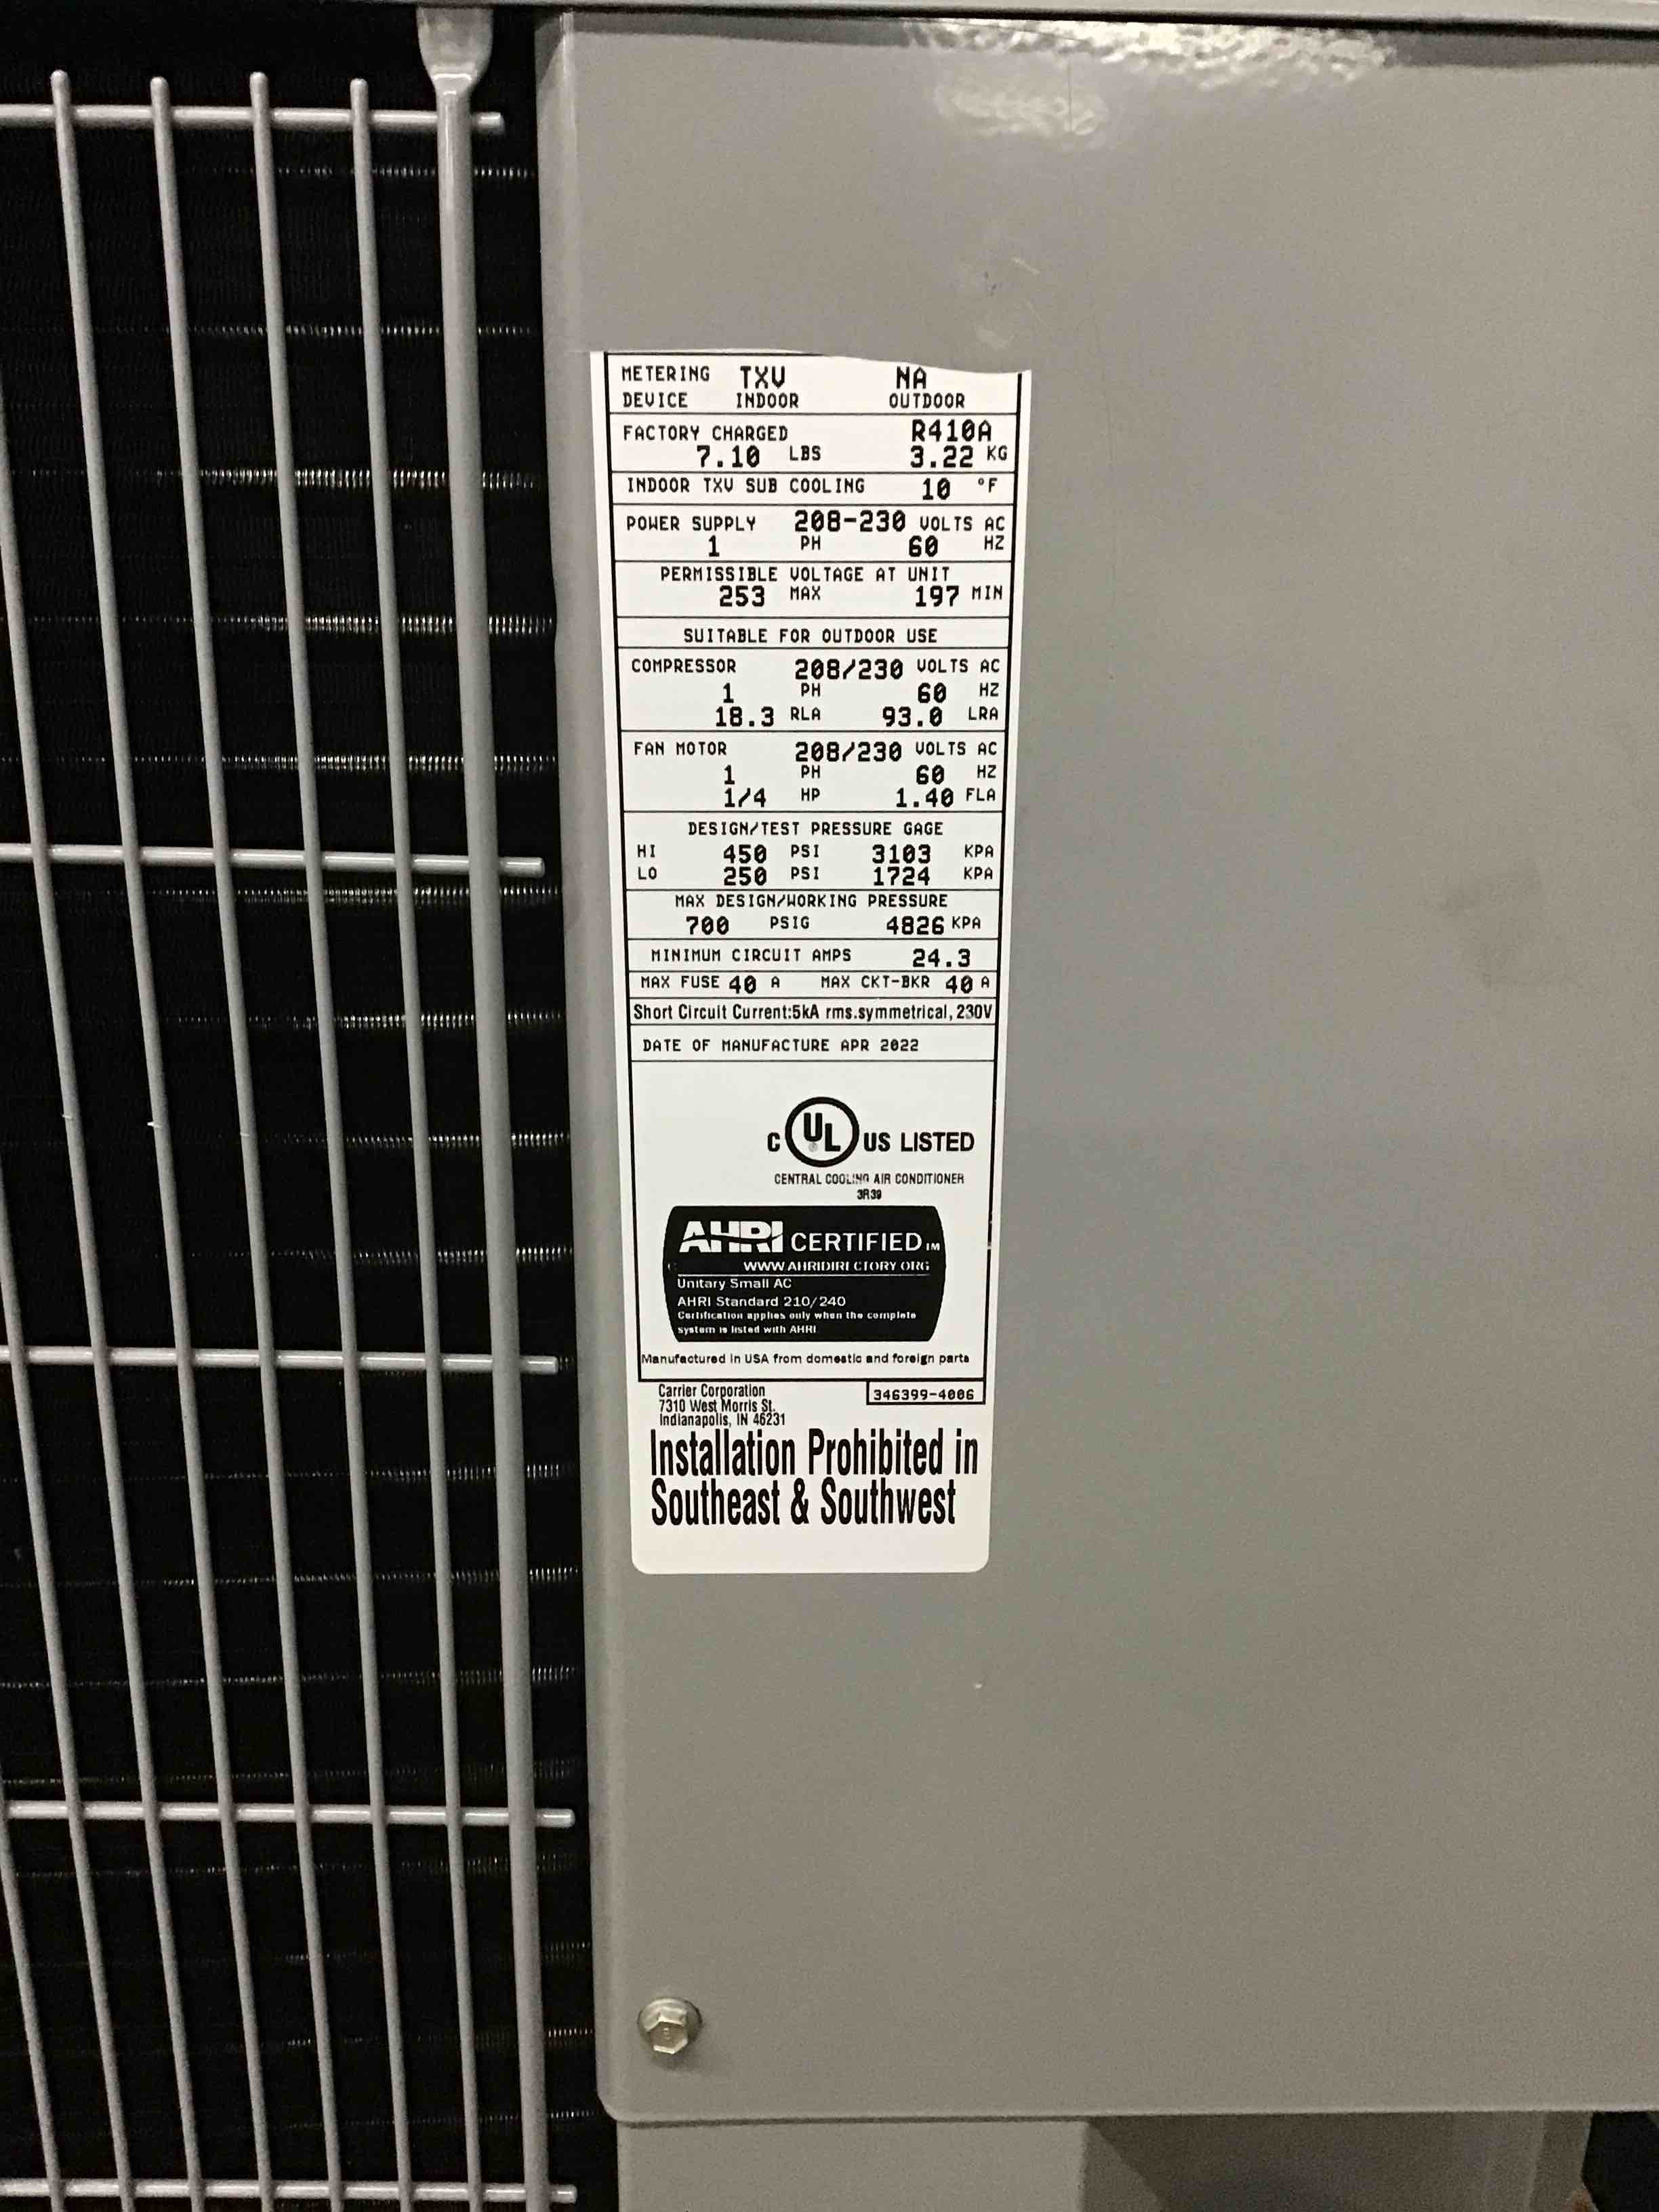 METERING TXV NA
DEVICE INDOOR OUTDOOR
FACTORY CHARGED R410A
7.10 LBS 3.22 KG
INDOOR TXV SUB COOLING 10 °F
POWER SUPPLY 208-230 VOLTS AC
1 PH 60 HZ
PERMISSIBLE VOLTAGE AT UNIT
253 MAX 197 MIN
SUITABLE FOR OUTDOOR USE
COMPRESSOR 208/230 VOLTS AC
1 PH 60 HZ
18.3 RLA 93.0 LRA
FAN MOTOR 208/230 VOLTS AC
1 PH 60 HZ
1/4 HP 1.40 FLA
DESIGN/TEST PRESSURE GAGE
HI 450 PSI 3103 KPA
LO 250 PSI 1724 KPA
MAX DESIGN/WORKING PRESSURE
700 PSIG 4826 KPA
MINIMUM CIRCUIT AMPS 24.3
MAX FUSE 40 A MAX CKT-BKR 40 A
Short Circuit Current:5kA rms.symmetrical, 230V
DATE OF MANUFACTURE APR 2022
C UL US LISTED
CENTRAL COOLING AIR CONDITIONER
3R39
AHRI CERTIFIED TM
WWW.AHRIDIRECTORY.ORG
Unitary Small AC
AHRI Standard 210/240
Certification applies only when the complete
system is listed with AHRI
Manufactured in USA from domestic and foreign parts
Carrier Corporation
7310 West Morris St.
Indianapolis, IN 46231
346399-4006
Installation Prohibited in
Southeast & Southwest